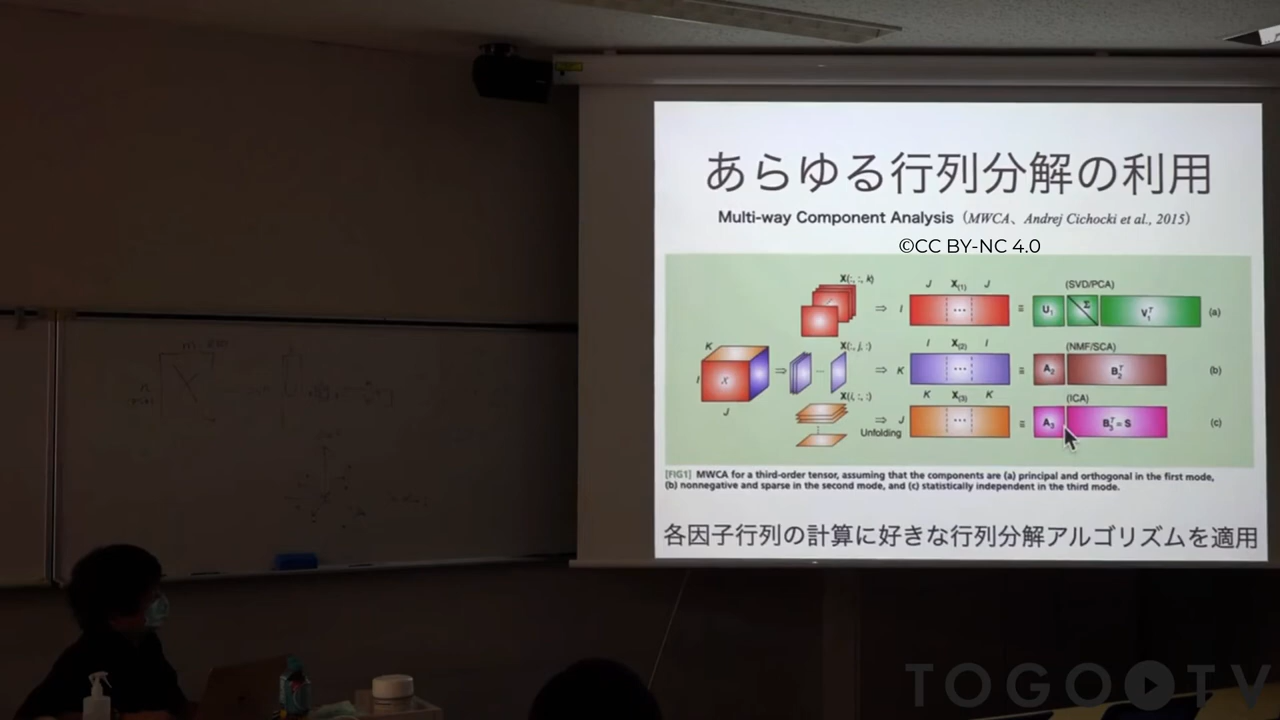 あらゆる行列分解の利用
Multi-way Component Analysis（MWCA、Andrej Cichocki et al., 2015）
©CC BY-NC 4.0
X(:, :, k)
J X(1) J
(SVD/PCA)
⇒ I
...
≅ U1 Σ V1^T (a)
K
X(:, j, :)
I X(2) I
(NMF/SCA)
I X ⇒ ... ⇒ K
...
≅ A2 B2^T (b)
J
X(i, :, :)
K X(3) K
(ICA)
⇒ J
...
≅ A3 B3^T = S (c)
Unfolding
[FIG1] MWCA for a third-order tensor, assuming that the components are (a) principal and orthogonal in the first mode,
(b) nonnegative and sparse in the second mode, and (c) statistically independent in the third mode.
各因子行列の計算に好きな行列分解アルゴリズムを適用
TOGO TV